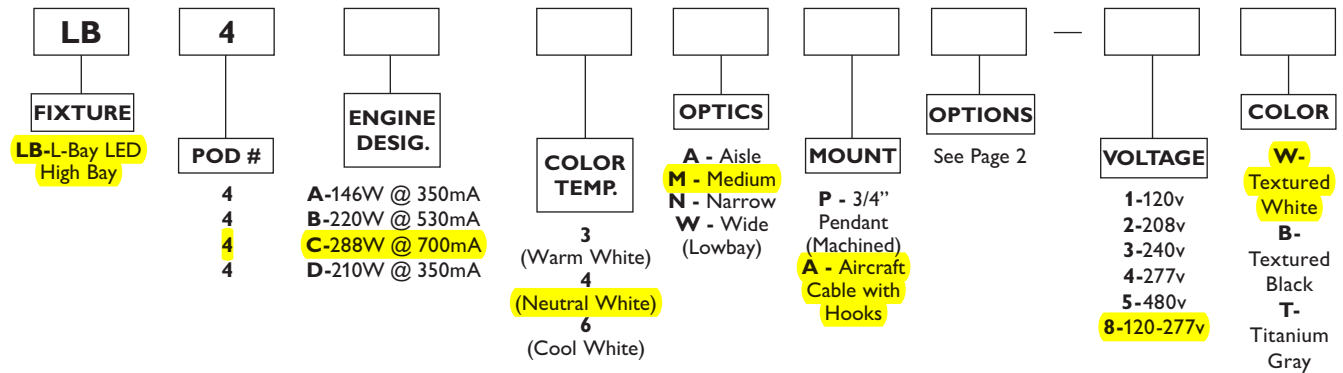 LB
4
—
FIXTURE
LB-L-Bay LED
High Bay
POD #
4
4
4
4
ENGINE
DESIG.
A-146W @ 350mA
B-220W @ 530mA
C-288W @ 700mA
D-210W @ 350mA
COLOR
TEMP.
3
(Warm White)
4
(Neutral White)
6
(Cool White)
OPTICS
A - Aisle
M - Medium
N - Narrow
W - Wide
(Lowbay)
MOUNT
P - 3/4”
Pendant
(Machined)
A - Aircraft
Cable with
Hooks
OPTIONS
See Page 2
VOLTAGE
1-120v
2-208v
3-240v
4-277v
5-480v
8-120-277v
COLOR
W-
Textured
White
B-
Textured
Black
T-
Titanium
Gray